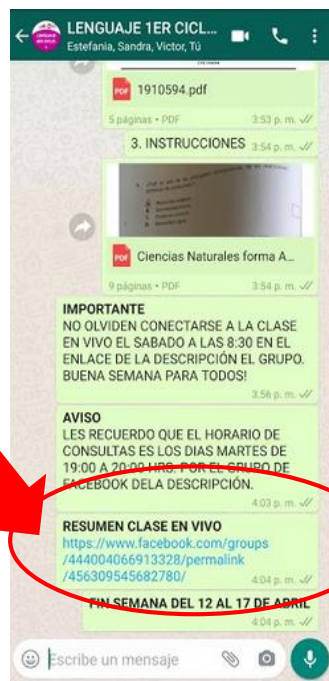 LENGUAJE 1ER CICL...
Estefania, Sandra, Victor, Tú
PDF 1910594.pdf
5 páginas • PDF 3:53 p. m.
3. INSTRUCCIONES 3:54 p. m.
PDF Ciencias Naturales forma A...
9 páginas • PDF 3:54 p. m.
IMPORTANTE
NO OLVIDEN CONECTARSE A LA CLASE
EN VIVO EL SABADO A LAS 8:30 EN EL
ENLACE DE LA DESCRIPCIÓN EL GRUPO.
BUENA SEMANA PARA TODOS!
3:56 p. m.
AVISO
LES RECUERDO QUE EL HORARIO DE
CONSULTAS ES LOS DIAS MARTES DE
19:00 A 20:00 HRS. POR EL GRUPO DE
FACEBOOK DELA DESCRIPCIÓN.
4:03 p. m.
RESUMEN CLASE EN VIVO
https://www.facebook.com/groups
/444004066913328/permalink
/456309545682780/ 4:04 p. m.
FIN SEMANA DEL 12 AL 17 DE ABRIL
4:04 p. m.
Escribe un mensaje